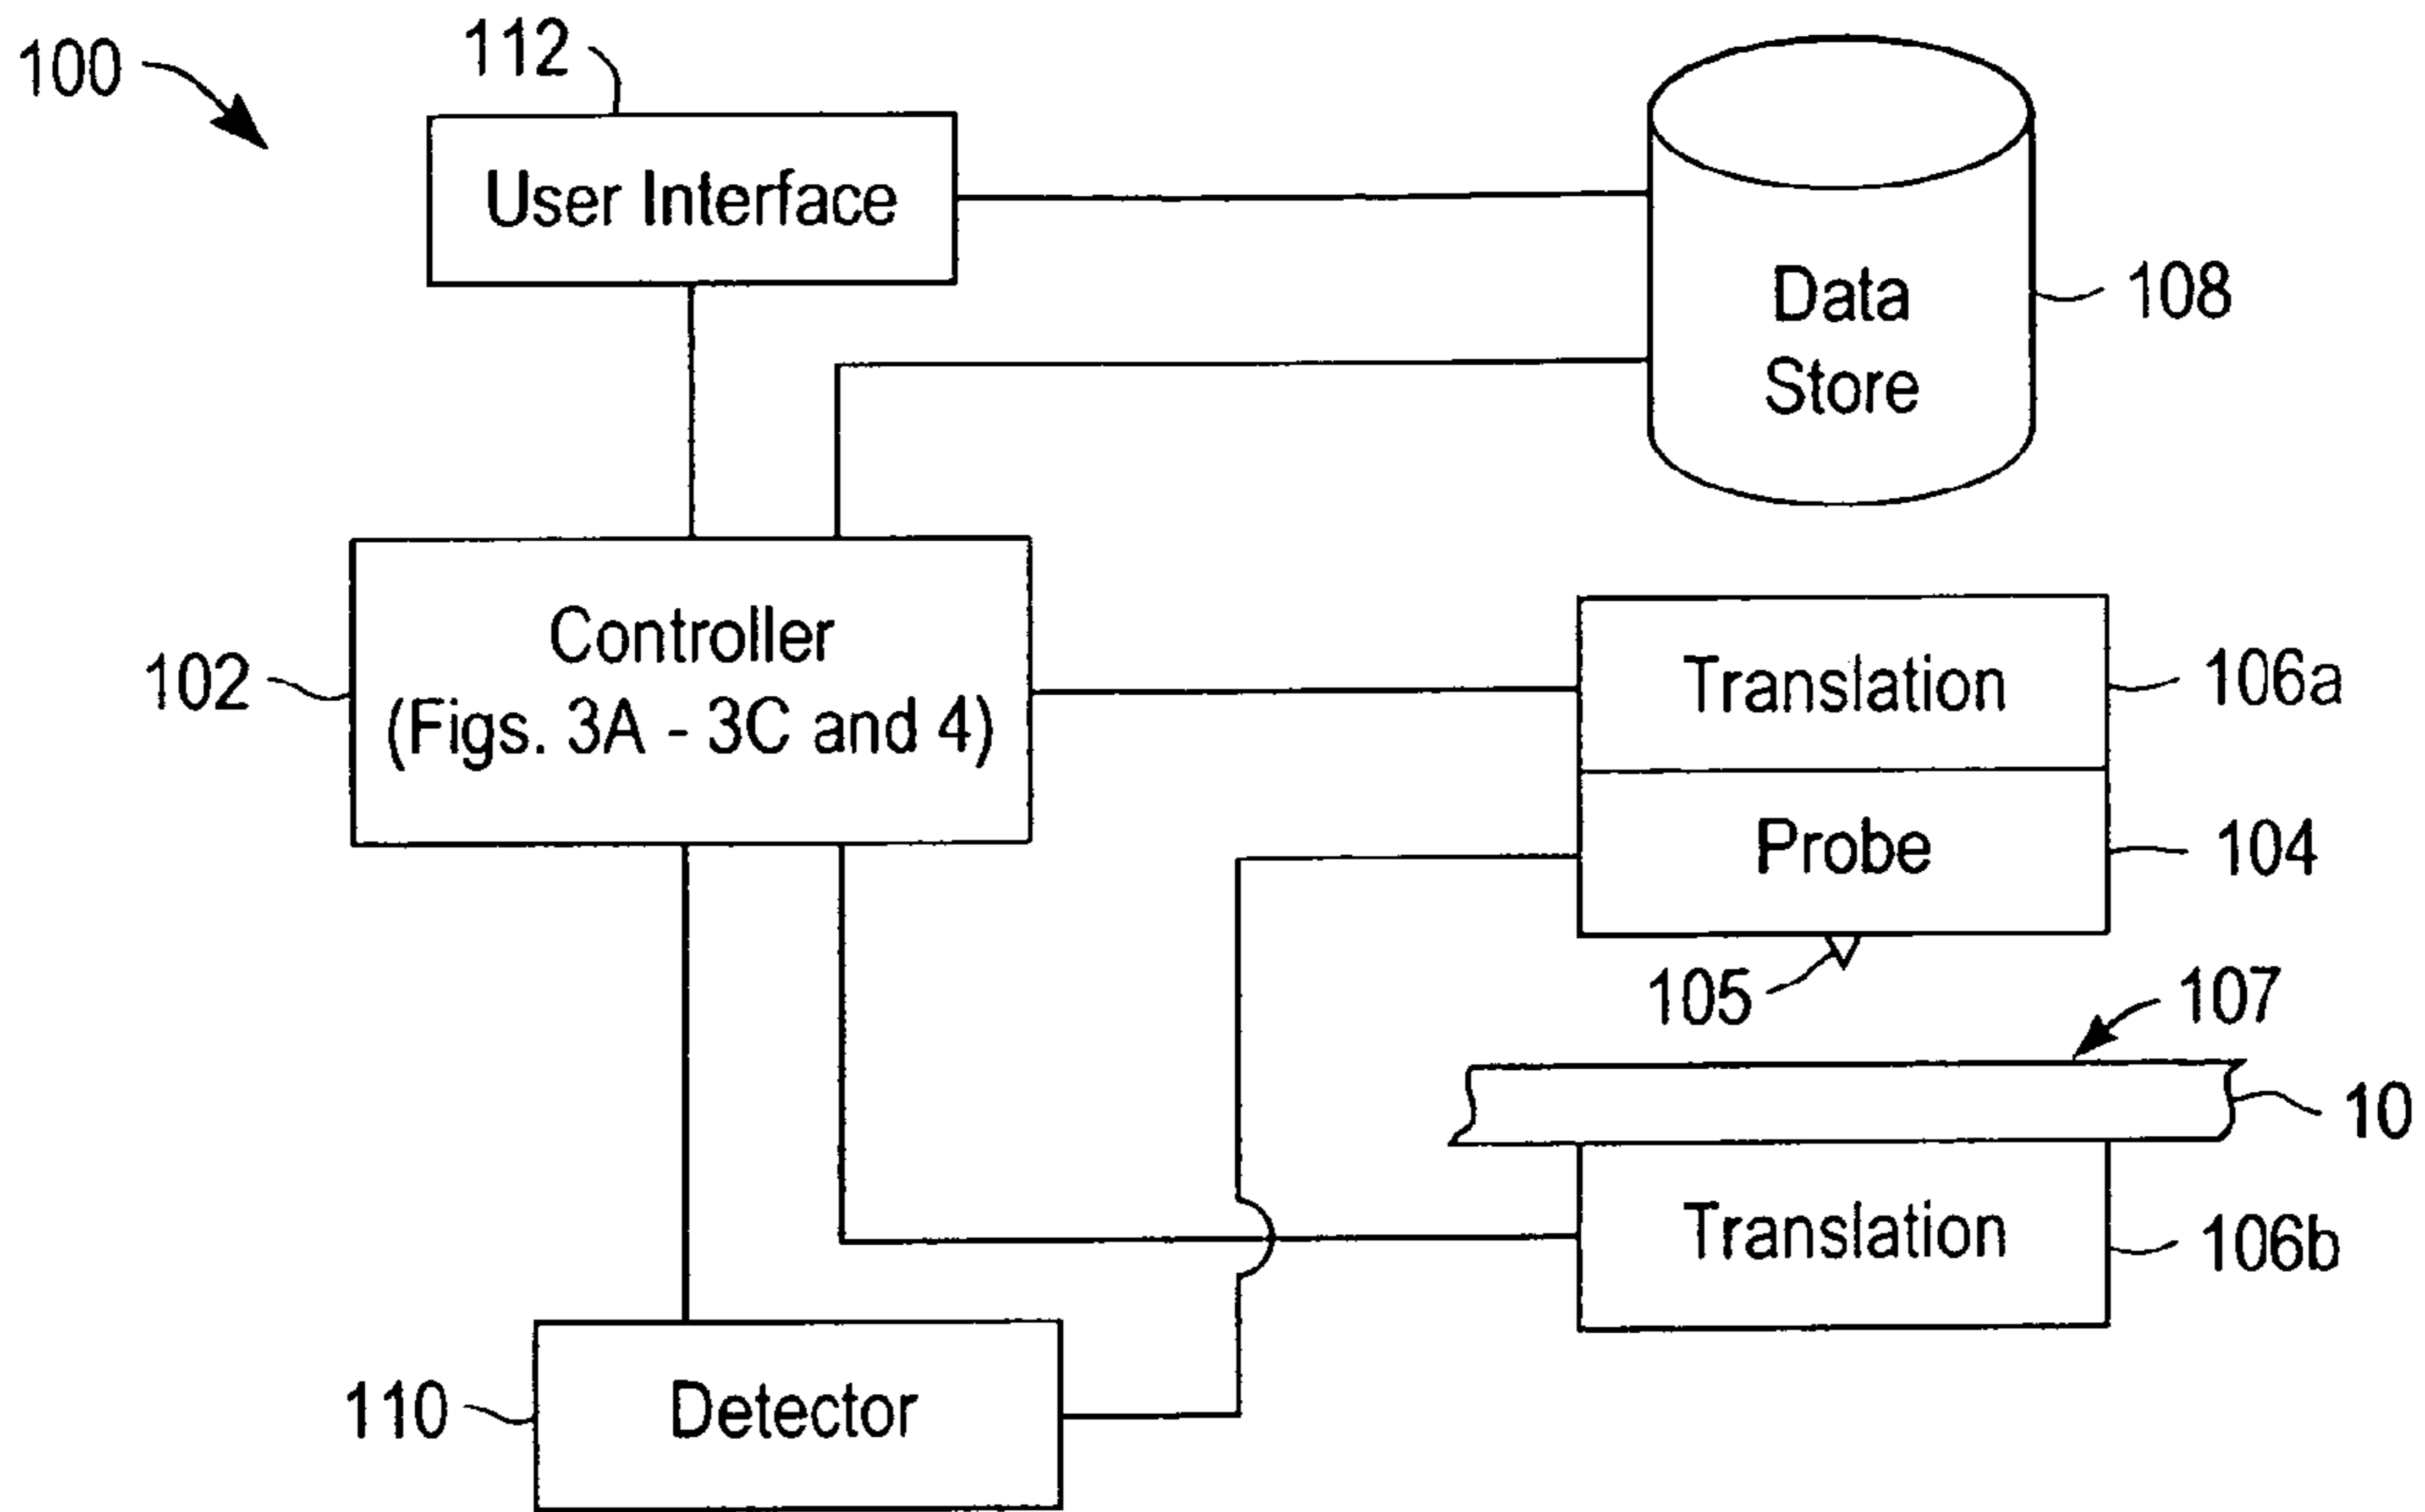 100
112
User Interface
Data
Store
108
Controller
(Figs. 3A - 3C and 4)
102
Translation
106a
Probe
104
105
107
10
Translation
106b
110
Detector